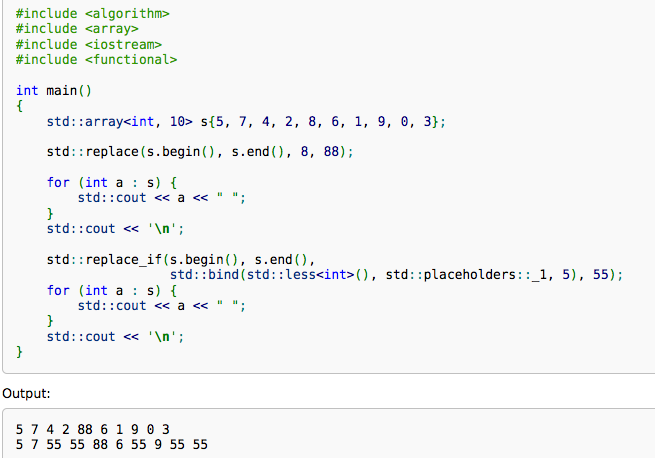 #include <algorithm>
#include <array>
#include <iostream>
#include <functional>
int main()
{
    std::array<int, 10> s{5, 7, 4, 2, 8, 6, 1, 9, 0, 3};
    std::replace(s.begin(), s.end(), 8, 88);
    for (int a : s) {
        std::cout << a << " ";
    }
    std::cout << '\n';
    std::replace_if(s.begin(), s.end(),
                    std::bind(std::less<int>(), std::placeholders::_1, 5), 55);
    for (int a : s) {
        std::cout << a << " ";
    }
    std::cout << '\n';
}
Output:
5 7 4 2 88 6 1 9 0 3
5 7 55 55 88 6 55 9 55 55